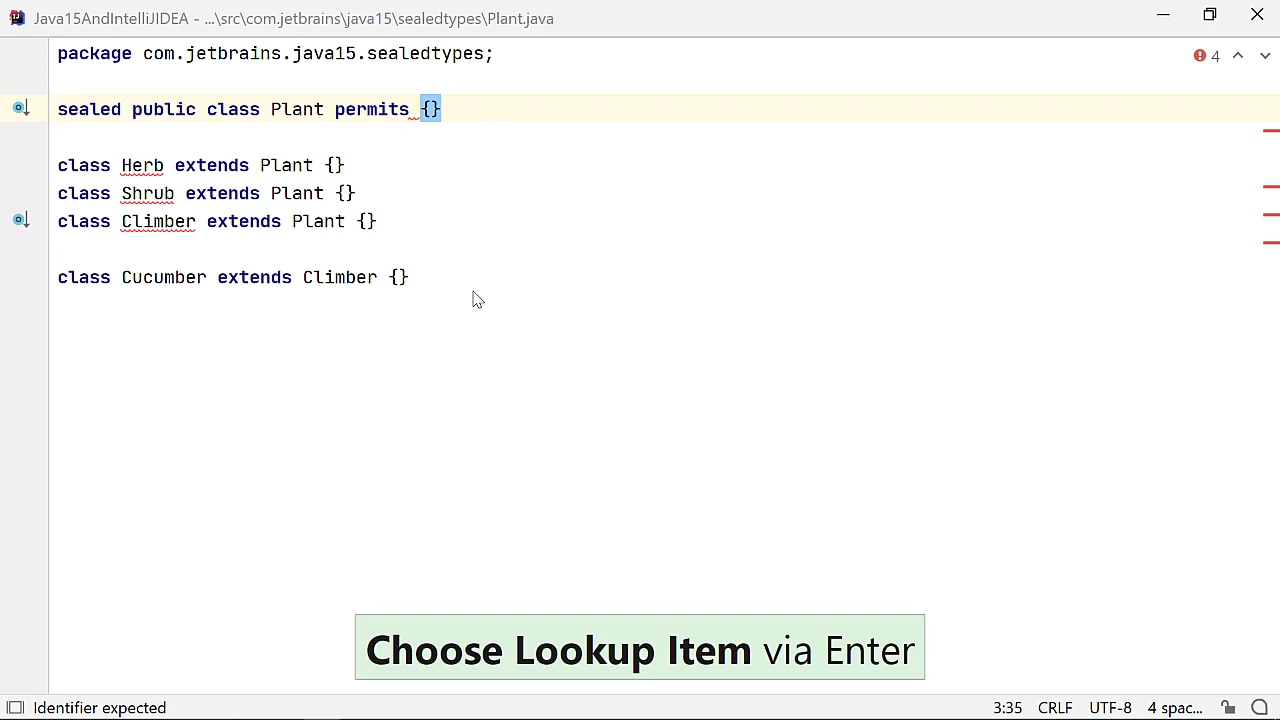 Java15AndIntelliJIDEA - ...\src\com.jetbrains\java15\sealedtypes\Plant.java
package com.jetbrains.java15.sealedtypes;
4
sealed public class Plant permits {}
class Herb extends Plant {}
class Shrub extends Plant {}
class Climber extends Plant {}
class Cucumber extends Climber {}
Choose Lookup Item via Enter
Identifier expected 3:35 CRLF UTF-8 4 spac...